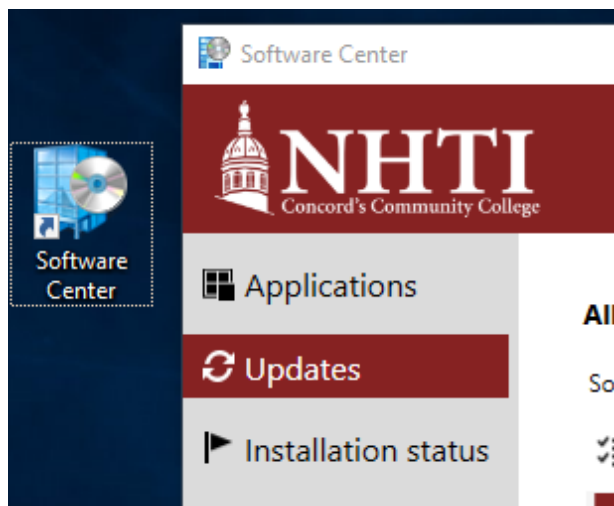 Software Center
NHTI
Concord's Community College
Software
Center
Applications
Updates
Installation status